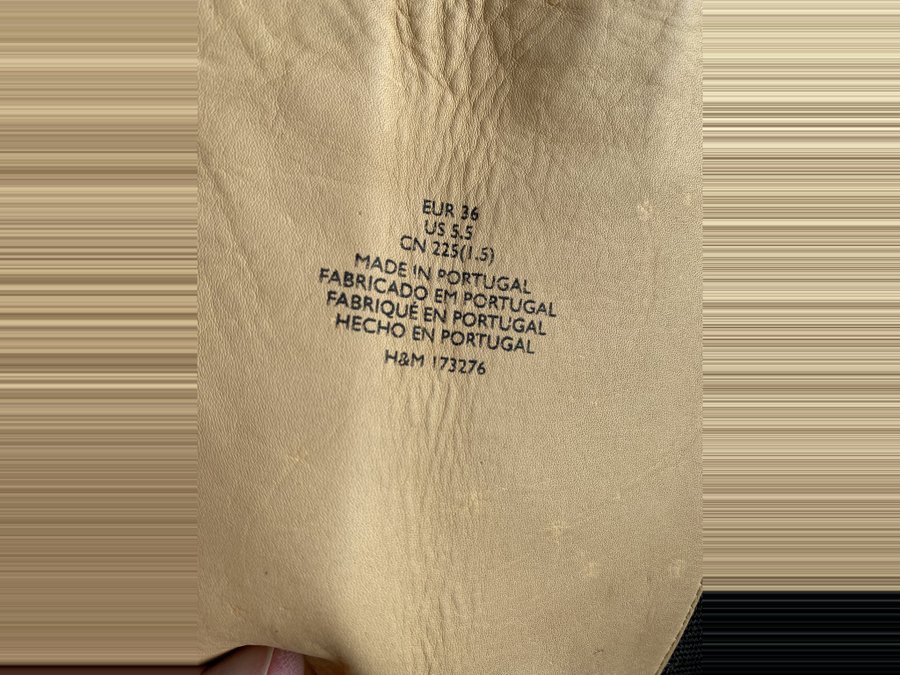 EUR 36
US 5.5
CN 225(1.5)
MADE IN PORTUGAL
FABRICADO EM PORTUGAL
FABRIQUÉ EN PORTUGAL
HECHO EN PORTUGAL
H&M 173276